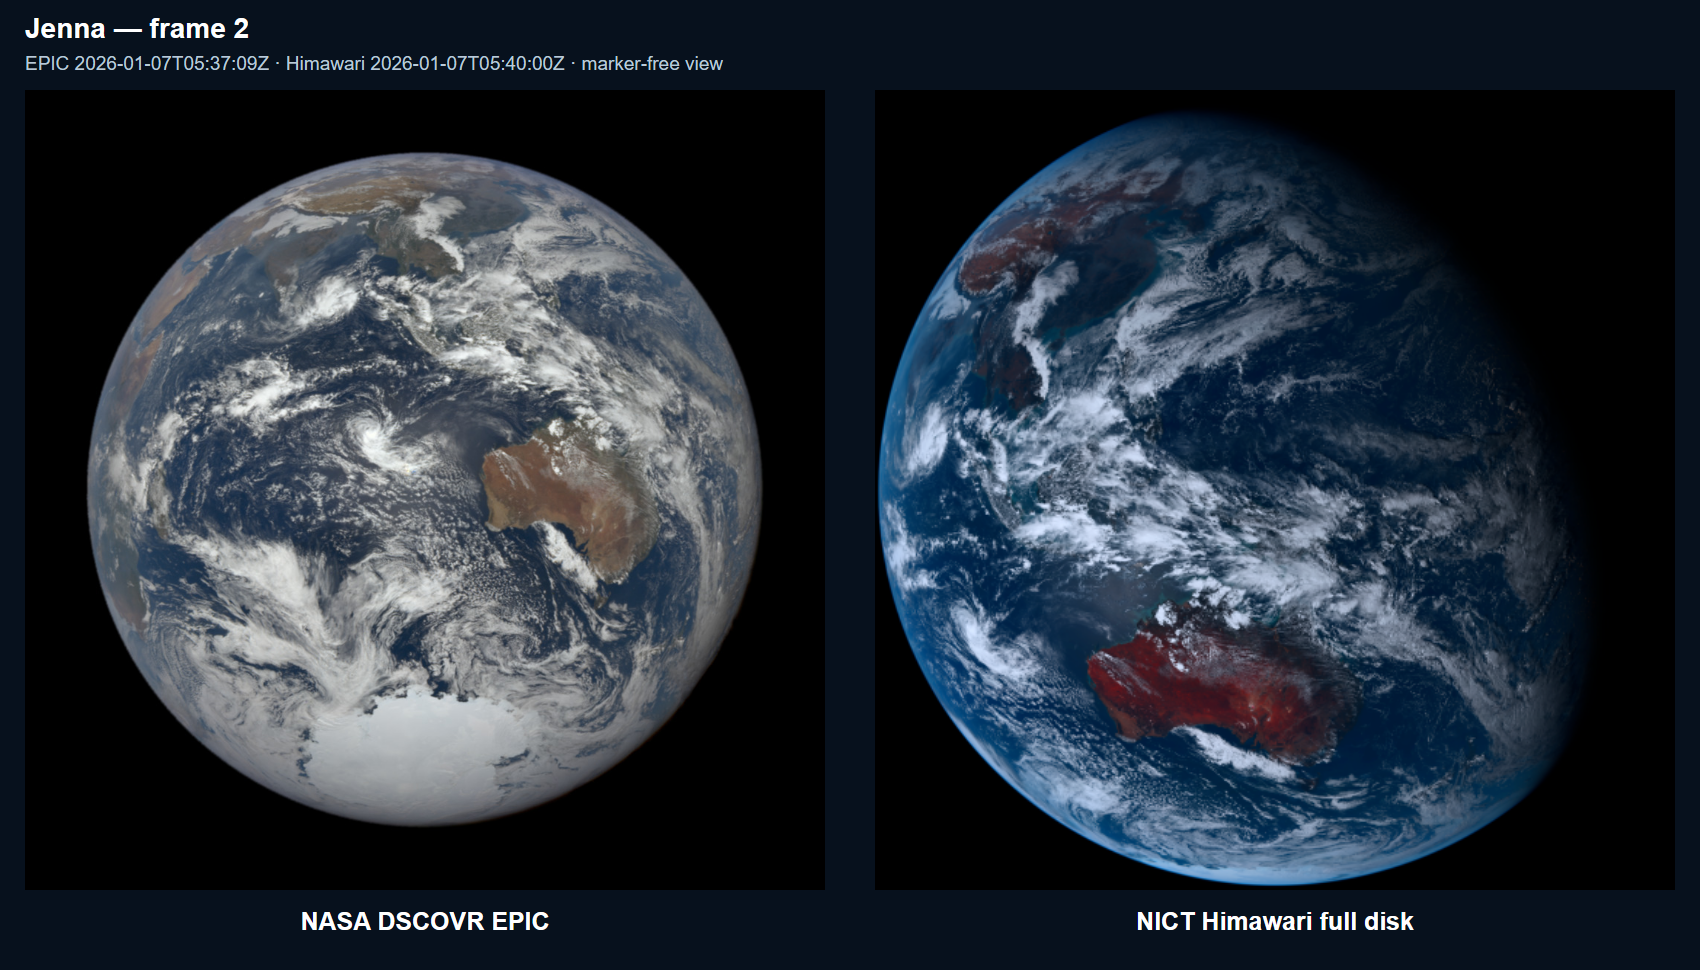 Jenna — frame 2
EPIC 2026-01-07T05:37:09Z · Himawari 2026-01-07T05:40:00Z · marker-free view
NASA DSCOVR EPIC
NICT Himawari full disk